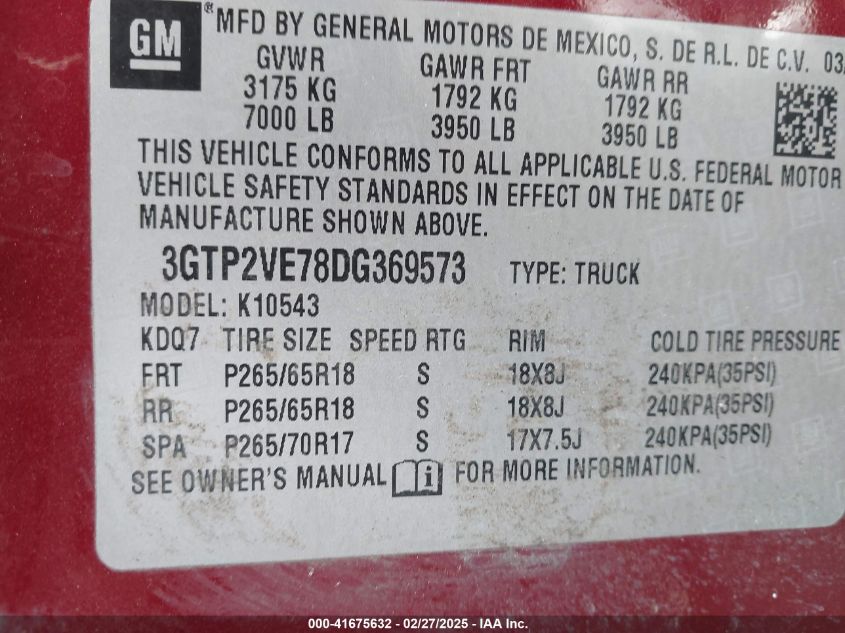 GM ®MFD BY GENERAL MOTORS DE MEXICO, S. DE R.L. DE C.V. 03
GVWR GAWR FRT GAWR RR
3175 KG 1792 KG 1792 KG
7000 LB 3950 LB 3950 LB
THIS VEHICLE CONFORMS TO ALL APPLICABLE U.S. FEDERAL MOTOR
VEHICLE SAFETY STANDARDS IN EFFECT ON THE DATE OF
MANUFACTURE SHOWN ABOVE.
3GTP2VE78DG369573 TYPE: TRUCK
MODEL: K10543
KDQ7 TIRE SIZE SPEED RTG RIM COLD TIRE PRESSURE
FRT P265/65R18 S 18X8J 240KPA(35PSI)
RR P265/65R18 S 18X8J 240KPA(35PSI)
SPA P265/70R17 S 17X7.5J 240KPA(35PSI)
SEE OWNER'S MANUAL i FOR MORE INFORMATION.
000-41675632 - 02/27/2025 - IAA Inc.